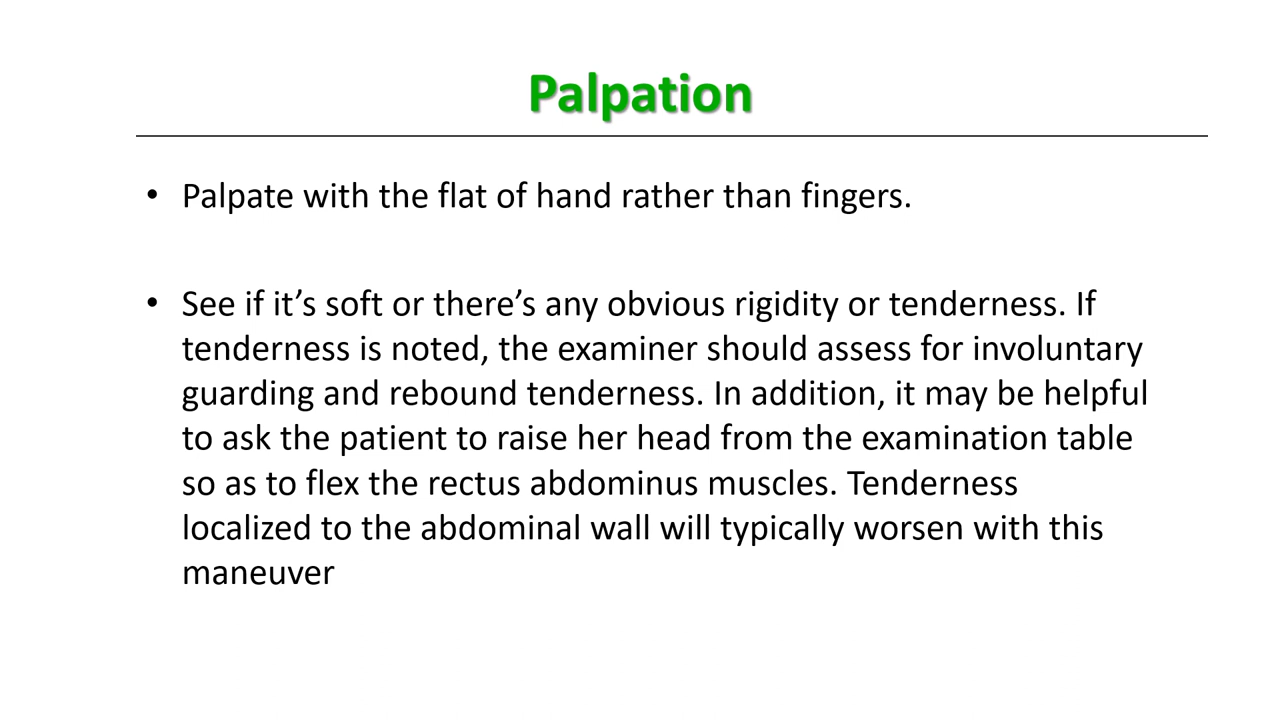 Palpation
• Palpate with the flat of hand rather than fingers.
• See if it’s soft or there’s any obvious rigidity or tenderness. If
tenderness is noted, the examiner should assess for involuntary
guarding and rebound tenderness. In addition, it may be helpful
to ask the patient to raise her head from the examination table
so as to flex the rectus abdominus muscles. Tenderness
localized to the abdominal wall will typically worsen with this
maneuver